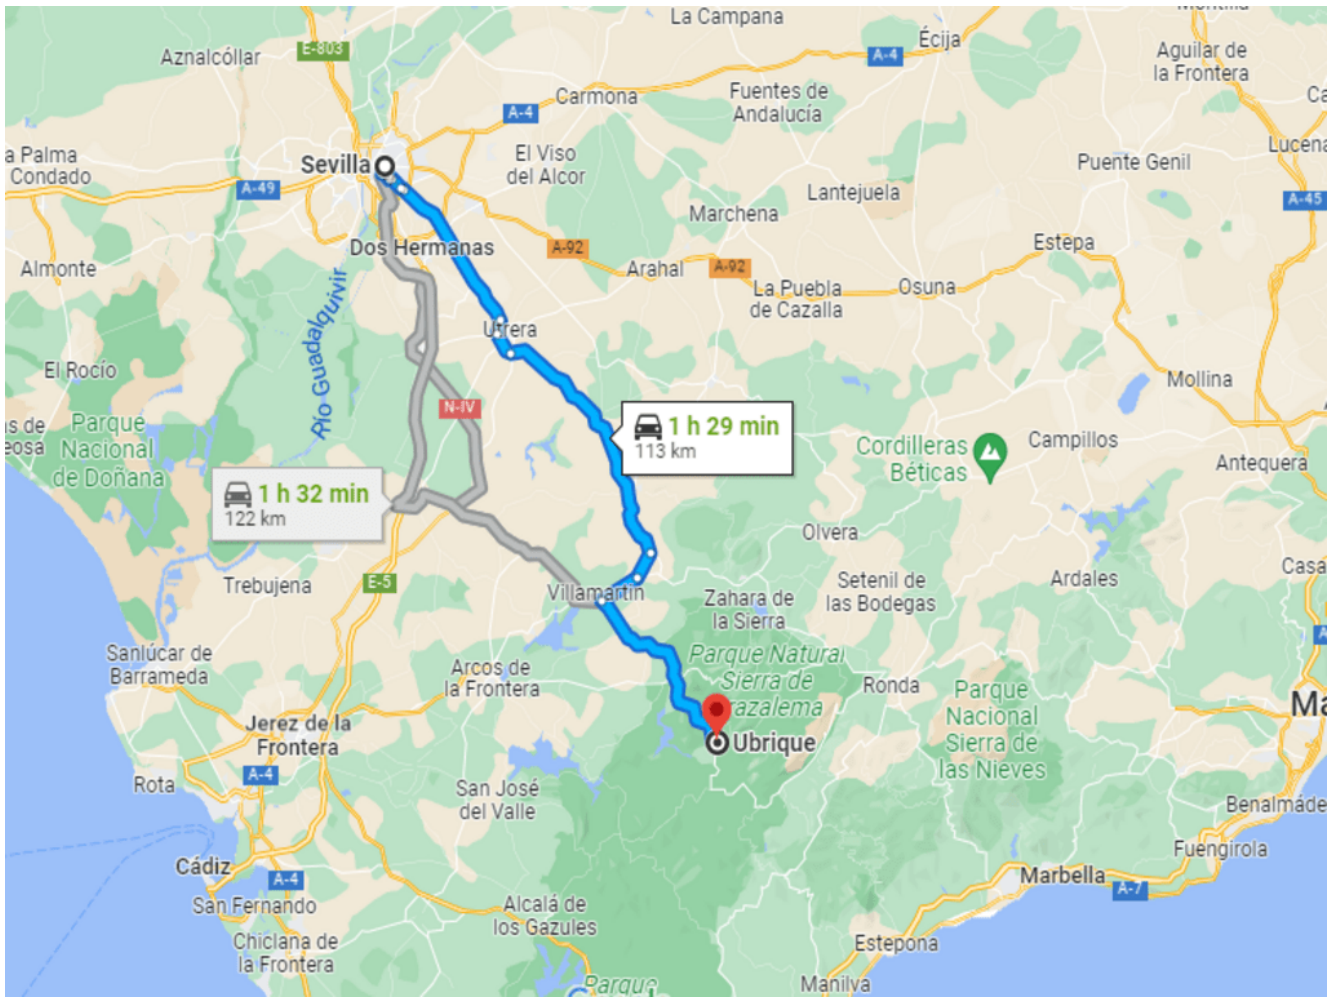 La Campana
Montilla
Écija
A-4
Aguilar de
la Frontera
E-803
Aznalcóllar
Fuentes de
Andalucía
Carmona
A-4
a Palma
Condado
Sevilla
El Viso
del Alcor
Puente Genil
Lucena
A-49
Lantejuela
A-45
Marchena
Dos Hermanas
A-92
Estepa
Almonte
Arahal
A-92
La Puebla
de Cazalla
Osuna
Río Guadalquivir
Utrera
El Rocío
Mollina
N-IV
Parque
Nacional
de Doñana
1 h 29 min
113 km
Cordilleras
Béticas
Campillos
Antequera
1 h 32 min
122 km
Olvera
Trebujena
E-5
Villamartín
Zahara de
la Sierra
Setenil de
las Bodegas
Ardales
Casa
Sanlúcar de
Barrameda
Arcos de
la Frontera
Parque Natural
Sierra de
azalema
Ronda
Parque
Nacional
Sierra de
las Nieves
Ma
Jerez de la
Frontera
Ubrique
A-4
Rota
San José
del Valle
Benalmáde
Fuengirola
Cádiz
A-4
Marbella
A-7
San Fernando
Alcalá de
los Gazules
Chiclana de
la Frontera
Estepona
Manilva
Parque